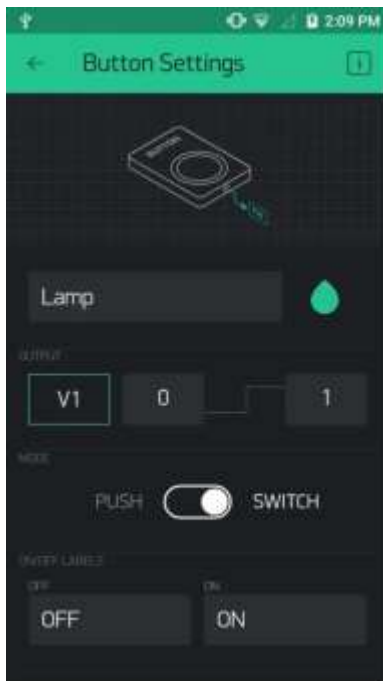 2:09 PM
Button Settings
BUTTON
Lamp
OUTPUT
V1 0 1
MODE
PUSH SWITCH
ON/OFF LABELS
OFF ON
OFF ON